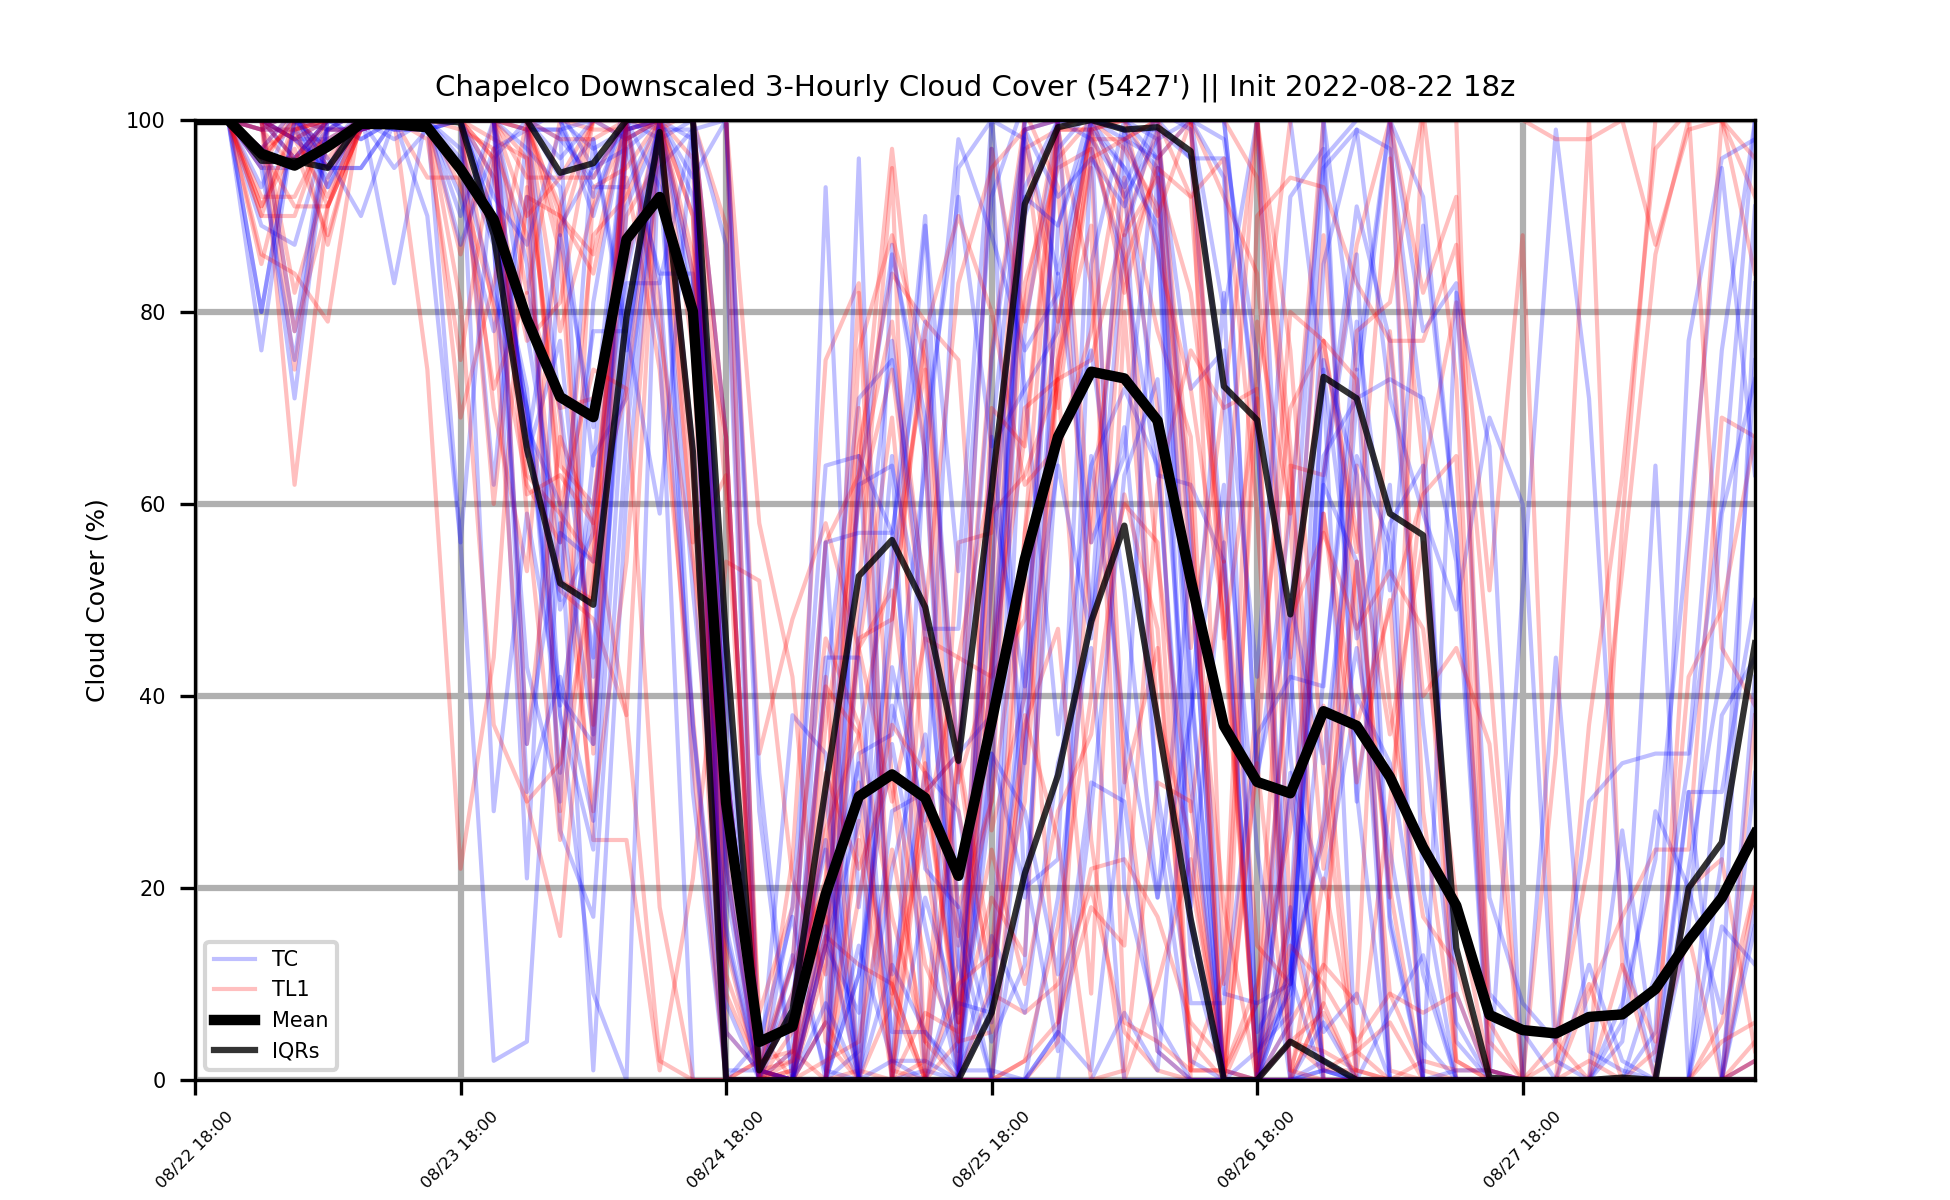 Chapelco Downscaled 3-Hourly Cloud Cover (5427') || Init 2022-08-22 18z
100
80
60
40
20
0
Cloud Cover (%)
TC
TL1
Mean
IQRs
08/22 18:00
08/23 18:00
08/24 18:00
08/25 18:00
08/26 18:00
08/27 18:00